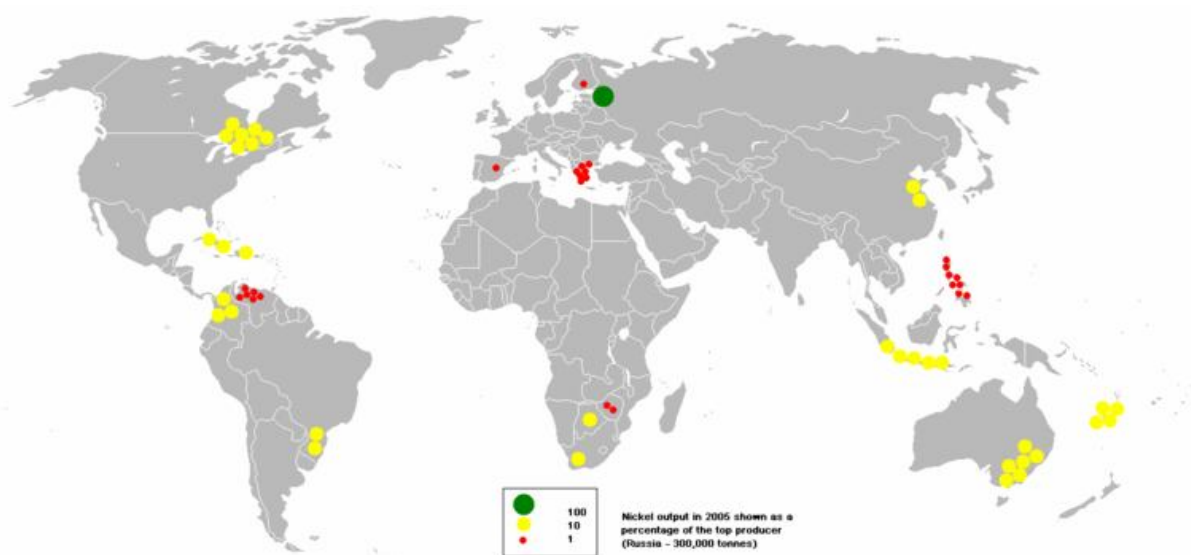 100
10
1
Nickel output in 2005 shown as a
percentage of the top producer
(Russia - 300,000 tonnes)